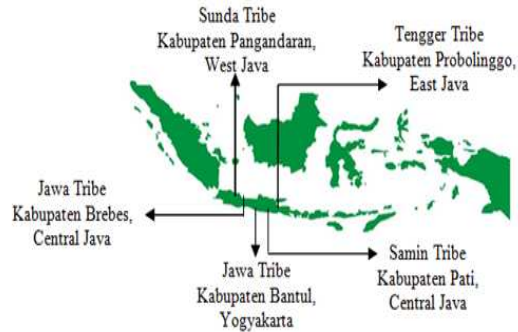 Sunda Tribe
Kabupaten Pangandaran,
West Java
Tengger Tribe
Kabupaten Probolinggo,
East Java
Jawa Tribe
Kabupaten Brebes,
Central Java
Jawa Tribe
Kabupaten Bantul,
Yogyakarta
Samin Tribe
Kabupaten Pati,
Central Java